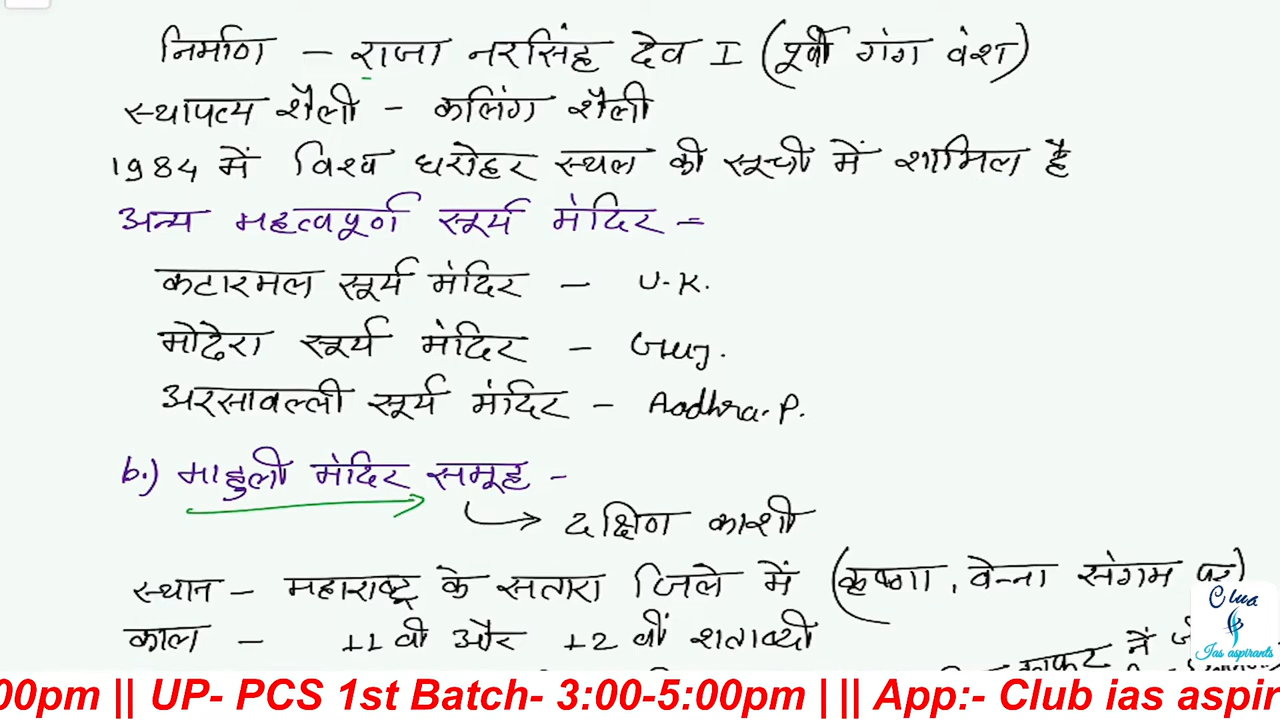 निर्माण – राजा नरसिंह देव I (पूर्वी गंग वंश)
स्थापत्य शैली – कलिंग शैली
1984 में विश्व धरोहर स्थल की सूची में शामिल है
अन्य महत्वपूर्ण सूर्य मंदिर =
कटारमल सूर्य मंदिर – U.K.
मोढेरा सूर्य मंदिर – Guj.
अरसावल्ली सूर्य मंदिर – Aadhra.P.
b.) माहुली मंदिर समूह –
→ दक्षिण काशी
स्थान – महाराष्ट्र के सतारा जिले में (कृष्णा, वेन्ना संगम पर)
काल – 11वी और 12 वीं शताब्दी
Club
Ias aspirants
00pm || UP- PCS 1st Batch- 3:00-5:00pm | || App:- Club ias aspir